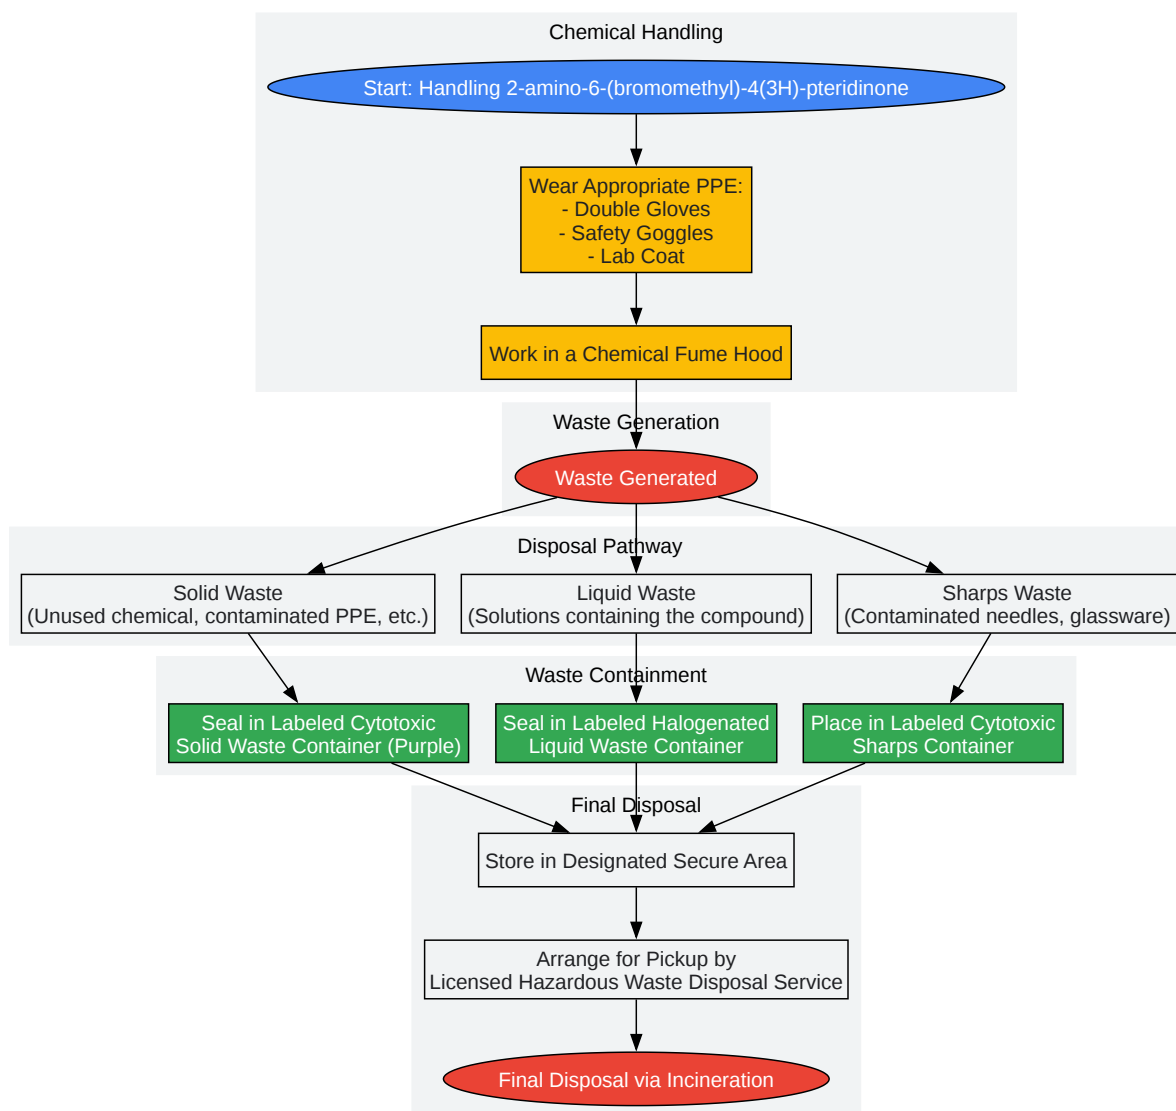 Chemical Handling
Start: Handling 2-amino-6-(bromomethyl)-4(3H)-pteridinone
Wear Appropriate PPE:
- Double Gloves
- Safety Goggles
- Lab Coat
Work in a Chemical Fume Hood
Waste Generation
Waste Generated
Disposal Pathway
Solid Waste
(Unused chemical, contaminated PPE, etc.)
Liquid Waste
(Solutions containing the compound)
Sharps Waste
(Contaminated needles, glassware)
Waste Containment
Seal in Labeled Cytotoxic
Solid Waste Container (Purple)
Seal in Labeled Halogenated
Liquid Waste Container
Place in Labeled Cytotoxic
Sharps Container
Final Disposal
Store in Designated Secure Area
Arrange for Pickup by
Licensed Hazardous Waste Disposal Service
Final Disposal via Incineration